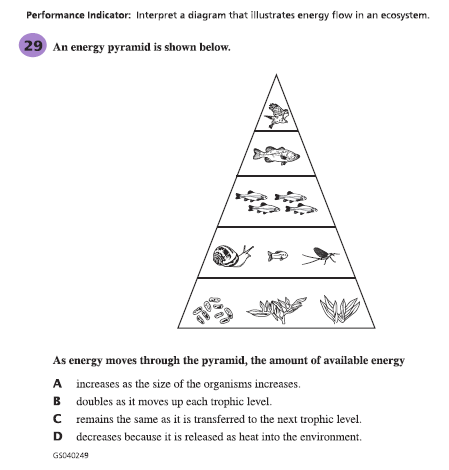 Performance Indicator: Interpret a diagram that illustrates energy flow in an ecosystem.
29 An energy pyramid is shown below.
As energy moves through the pyramid, the amount of available energy
A increases as the size of the organisms increases.
B doubles as it moves up each trophic level.
C remains the same as it is transferred to the next trophic level.
D decreases because it is released as heat into the environment.
GS040249